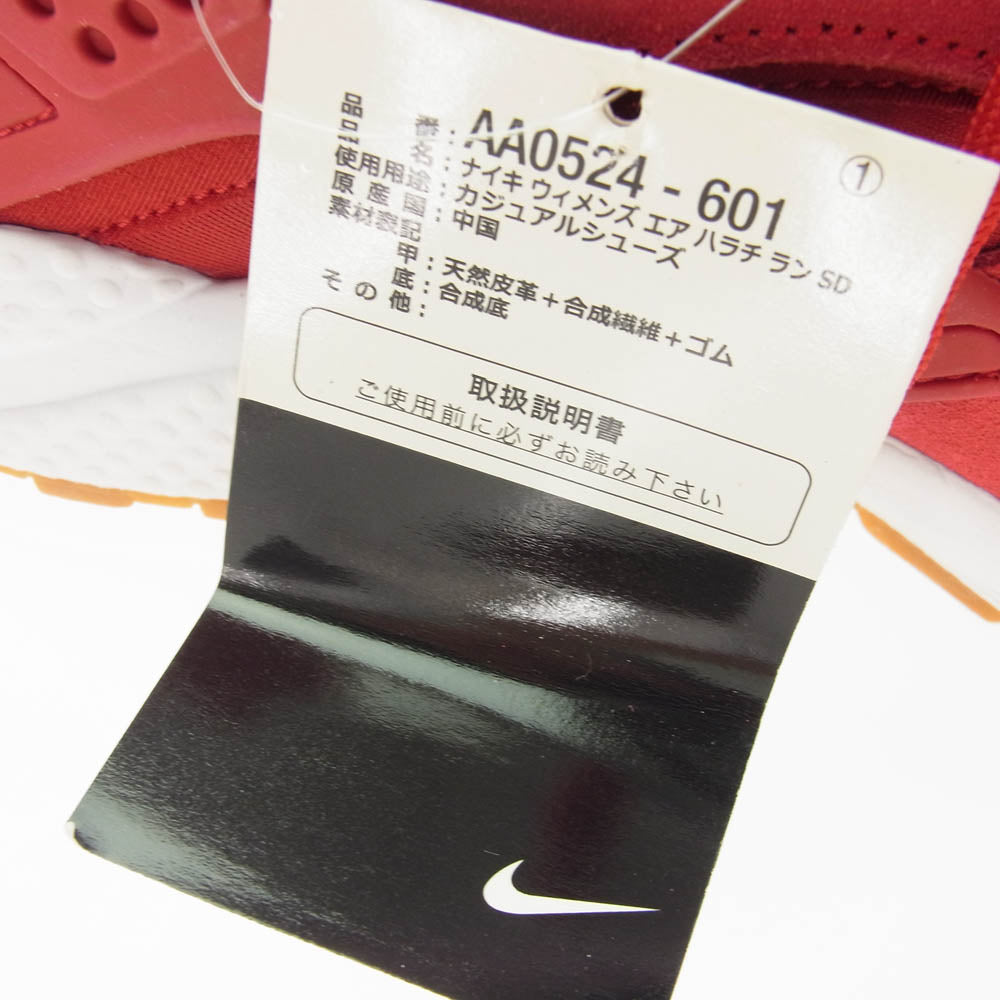 品番：AA0524 - 601 ①
品名：ナイキ ウィメンズ エア ハラチ ラン SD
使用用途：カジュアルシューズ
原産国：中国
素材表記
甲：天然皮革＋合成繊維＋ゴム
底：合成底
その他：
取扱説明書
ご使用前に必ずお読み下さい